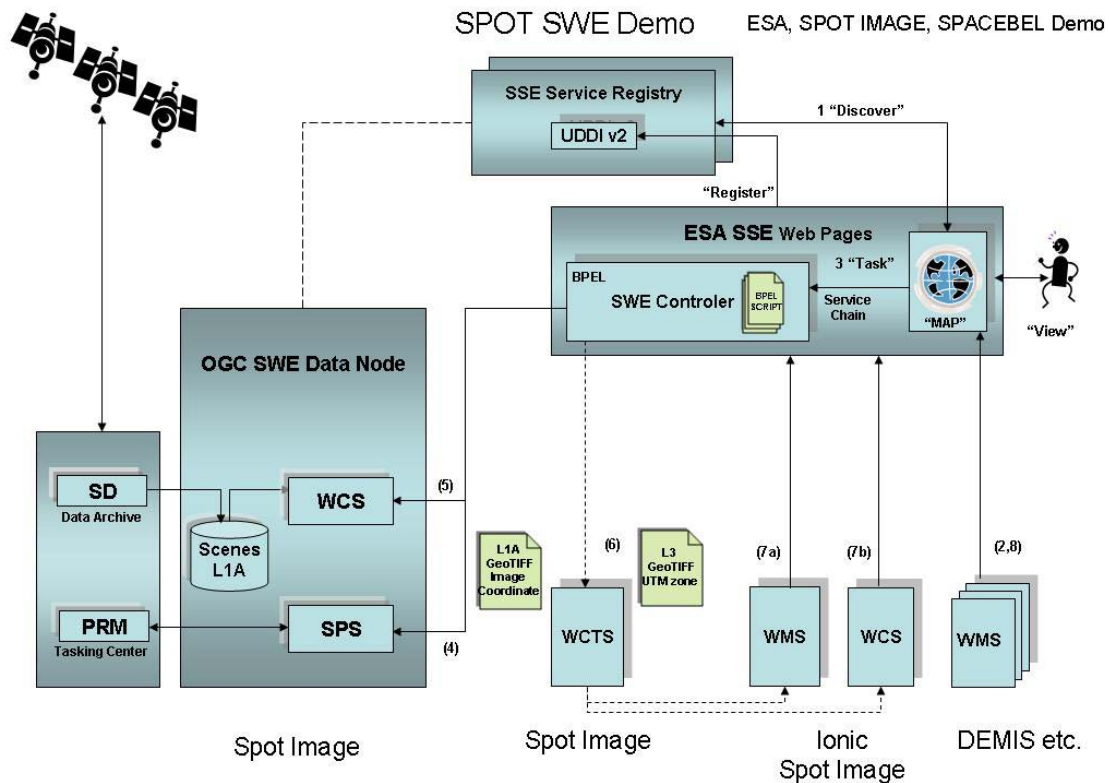 SPOT SWE Demo
ESA, SPOT IMAGE, SPACEBEL Demo
SSE Service Registry
UDDI v2
1 “Discover”
“Register”
ESA SSE Web Pages
BPEL
SWE Controler
BPEL
SCRIPT
3 “Task”
Service
Chain
“MAP”
“View”
OGC SWE Data Node
SD
Data Archive
Scenes
L1A
WCS
(5)
PRM
Tasking Center
SPS
(4)
L1A
GeoTIFF
Image
Coordinate
(6)
L3
GeoTIFF
UTM zone
(7a)
(7b)
(2,8)
WCTS
WMS
WCS
WMS
Spot Image
Spot Image
Ionic
Spot Image
DEMIS etc.